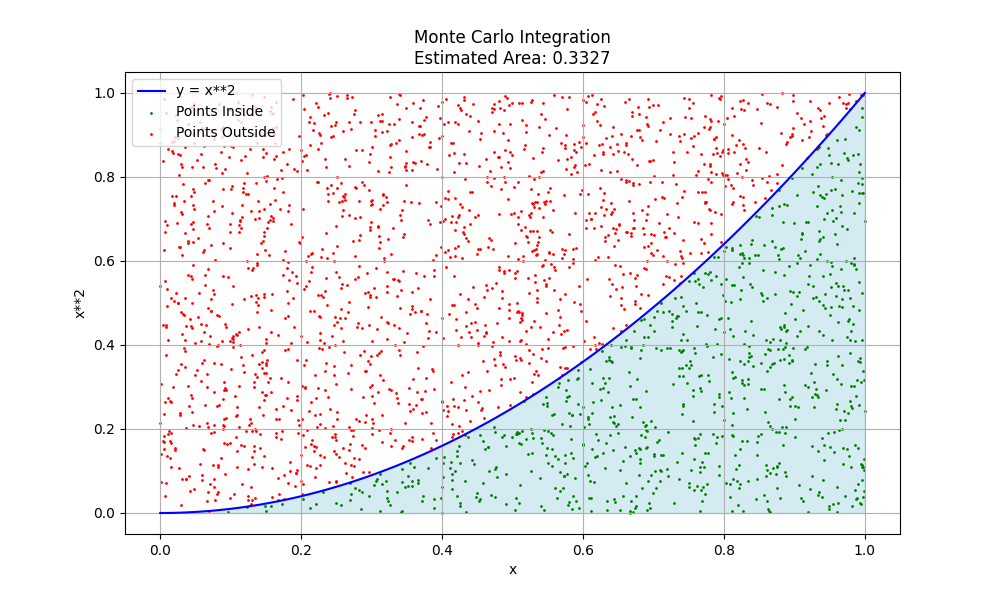 Monte Carlo Integration
Estimated Area: 0.3327
y = x**2
Points Inside
Points Outside
1.0
0.8
0.6
0.4
0.2
0.0
x**2
0.0 0.2 0.4 0.6 0.8 1.0
x